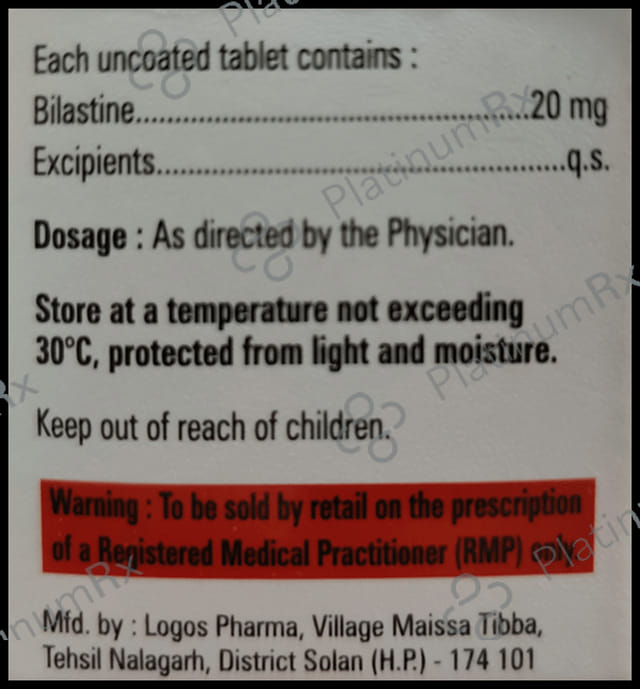 Each uncoated tablet contains :
Bilastine..................................................20 mg
Excipients....................................................q.s.
Dosage : As directed by the Physician.
Store at a temperature not exceeding
30°C, protected from light and moisture.
Keep out of reach of children.
Warning : To be sold by retail on the prescription
of a Registered Medical Practitioner (RMP) only.
Mfd. by : Logos Pharma, Village Maissa Tibba,
Tehsil Nalagarh, District Solan (H.P.) - 174 101
PlatinumRx
PlatinumRx